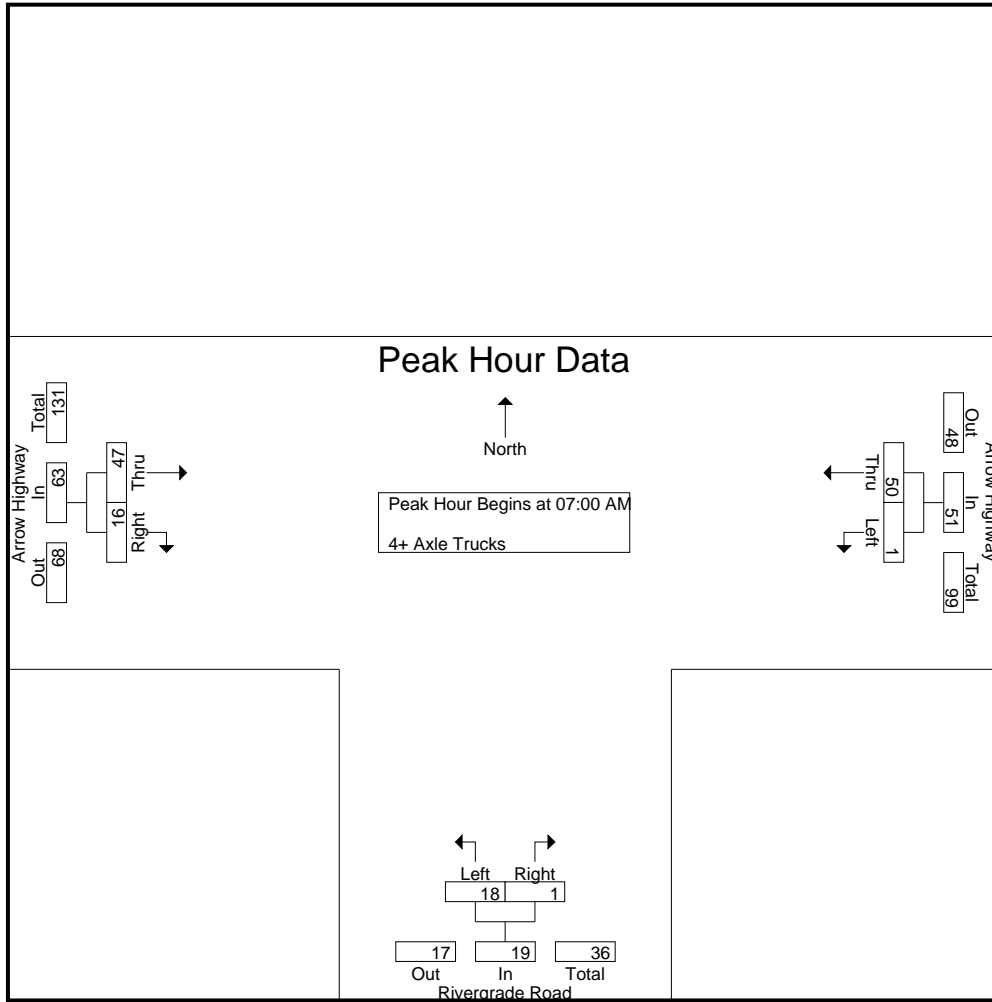 Peak Hour Data
North
Peak Hour Begins at 07:00 AM
4+ Axle Trucks
Arrow Highway
Total
131
In
63
Out
68
47
Thru
16
Right
Arrow Highway
Out
48
In
51
Total
99
Thru
50
Left
1
Left
Right
18
1
17
19
36
Out
In
Total
Rivergrade Road